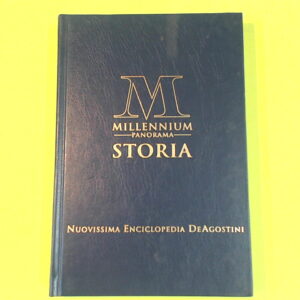 M
MILLENNIUM
PANORAMA
STORIA
NUOVISSIMA ENCICLOPEDIA DEAGOSTINI